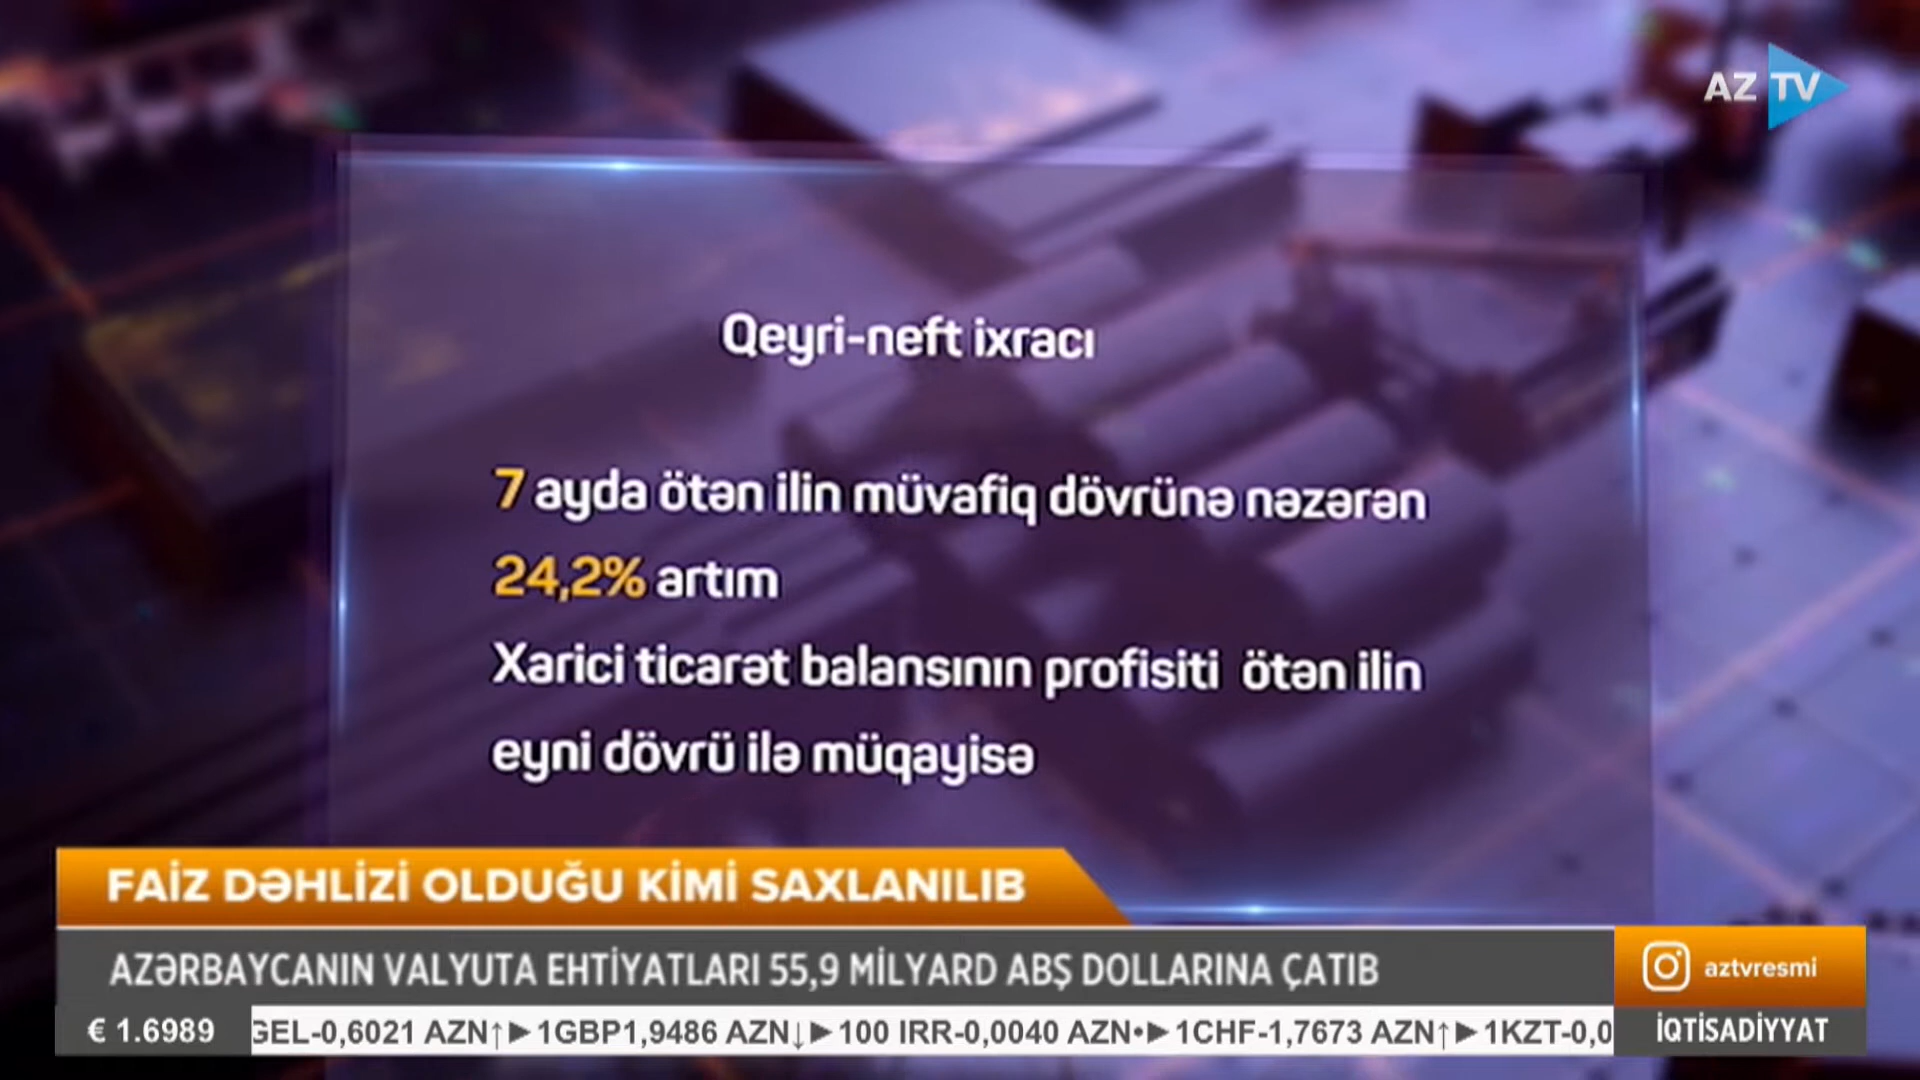 AZ TV
Qeyri-neft ixracı
7 ayda ötən ilin müvafiq dövrünə nəzərən
24,2% artım
Xarici ticarət balansının profisiti ötən ilin
eyni dövrü ilə müqayisə
FAİZ DƏHLİZİ OLDUĞU KİMİ SAXLANILIB
AZƏRBAYCANIN VALYUTA EHTİYATLARI 55,9 MİLYARD ABŞ DOLLARINA ÇATIB
aztvresmi
€ 1.6989
GEL-0,6021 AZN↑►1GBP1,9486 AZN↓►100 IRR-0,0040 AZN•►1CHF-1,7673 AZN↑►1KZT-0,0
İQTİSADİYYAT